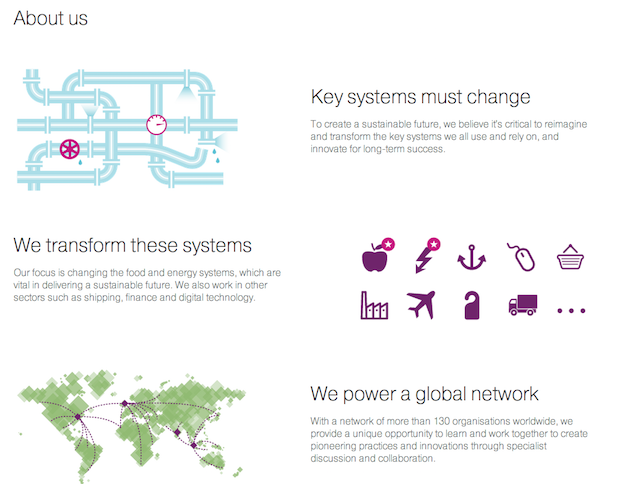 About us
Key systems must change
To create a sustainable future, we believe it's critical to reimagine
and transform the key systems we all use and rely on, and
innovate for long-term success.
We transform these systems
Our focus is changing the food and energy systems, which are
vital in delivering a sustainable future. We also work in other
sectors such as shipping, finance and digital technology.
We power a global network
With a network of more than 130 organisations worldwide, we
provide a unique opportunity to learn and work together to create
pioneering practices and innovations through specialist
discussion and collaboration.